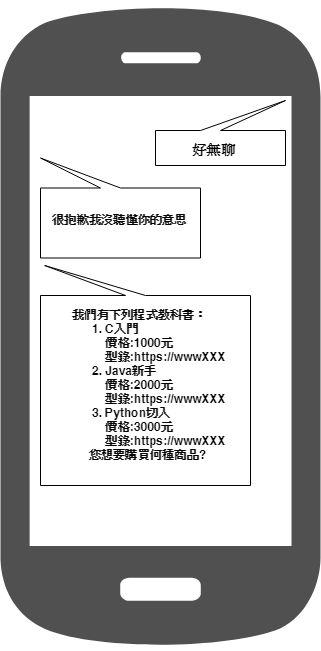 好無聊
很抱歉我沒聽懂你的意思
我們有下列程式教科書：
1. C入門
價格:1000元
型錄:https://wwwXXX
2. Java新手
價格:2000元
型錄:https://wwwXXX
3. Python切入
價格:3000元
型錄:https://wwwXXX
您想要購買何種商品?